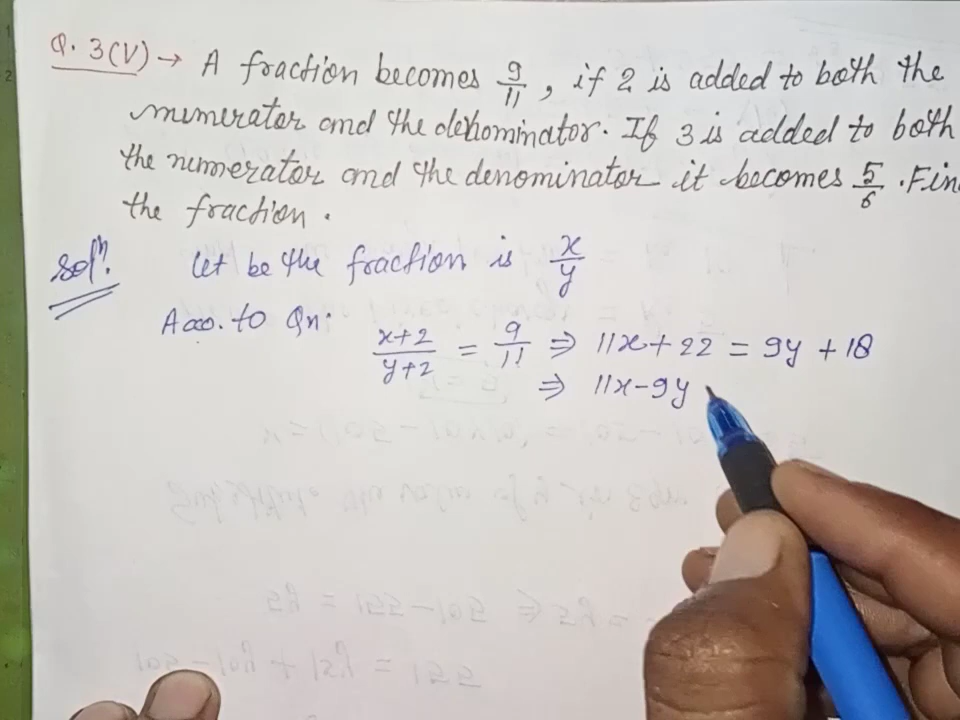 Q. 3(V) → A fraction becomes 9/11, if 2 is added to both the
numerator and the denominator. If 3 is added to both
the numerator and the denominator it becomes 5/6. Fin
the fraction.
Solⁿ. Let be the fraction is x/y
Acc. to Qn:
(x+2)/(y+2) = 9/11 ⇒ 11x + 22 = 9y + 18
⇒ 11x - 9y